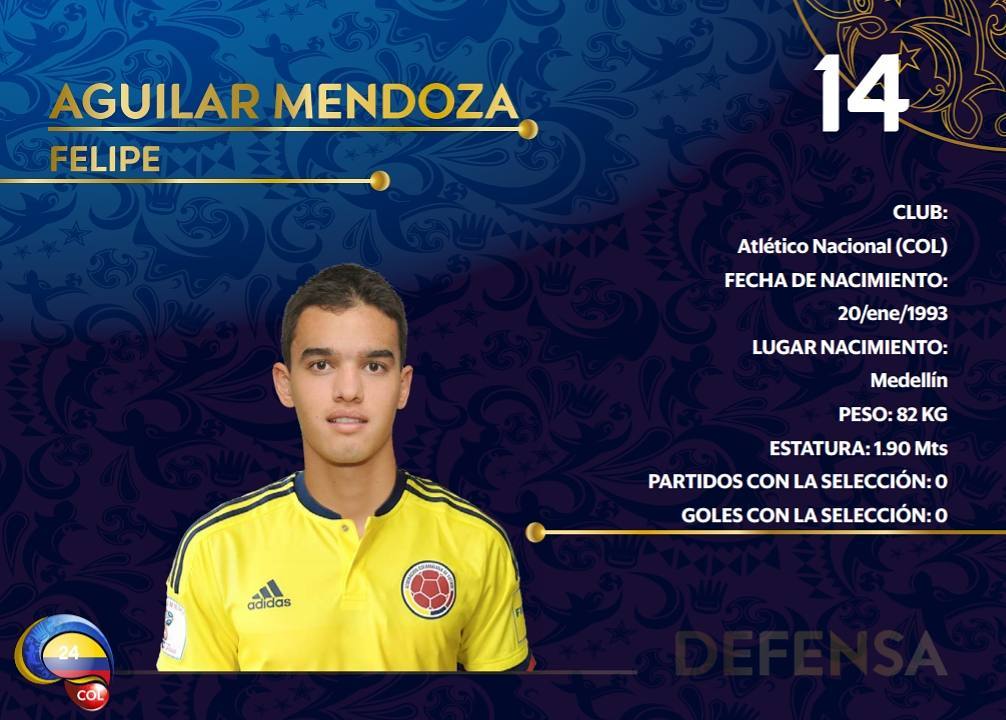 AGUILAR MENDOZA
FELIPE
14
CLUB:
Atlético Nacional (COL)
FECHA DE NACIMIENTO:
20/ene/1993
LUGAR NACIMIENTO:
Medellín
PESO: 82 KG
ESTATURA: 1.90 Mts
PARTIDOS CON LA SELECCIÓN: 0
GOLES CON LA SELECCIÓN: 0
adidas
DEFENSA
24
COL